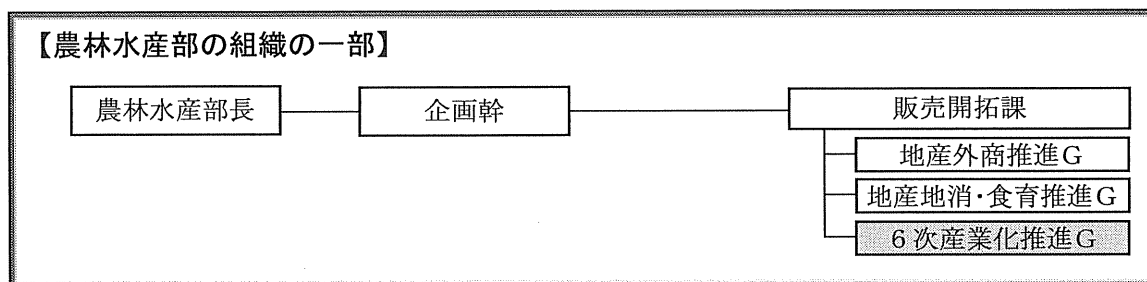 【農林水産部の組織の一部】
農林水産部長
企画幹
販売開拓課
地産外商推進G
地産地消・食育推進G
6次産業化推進G